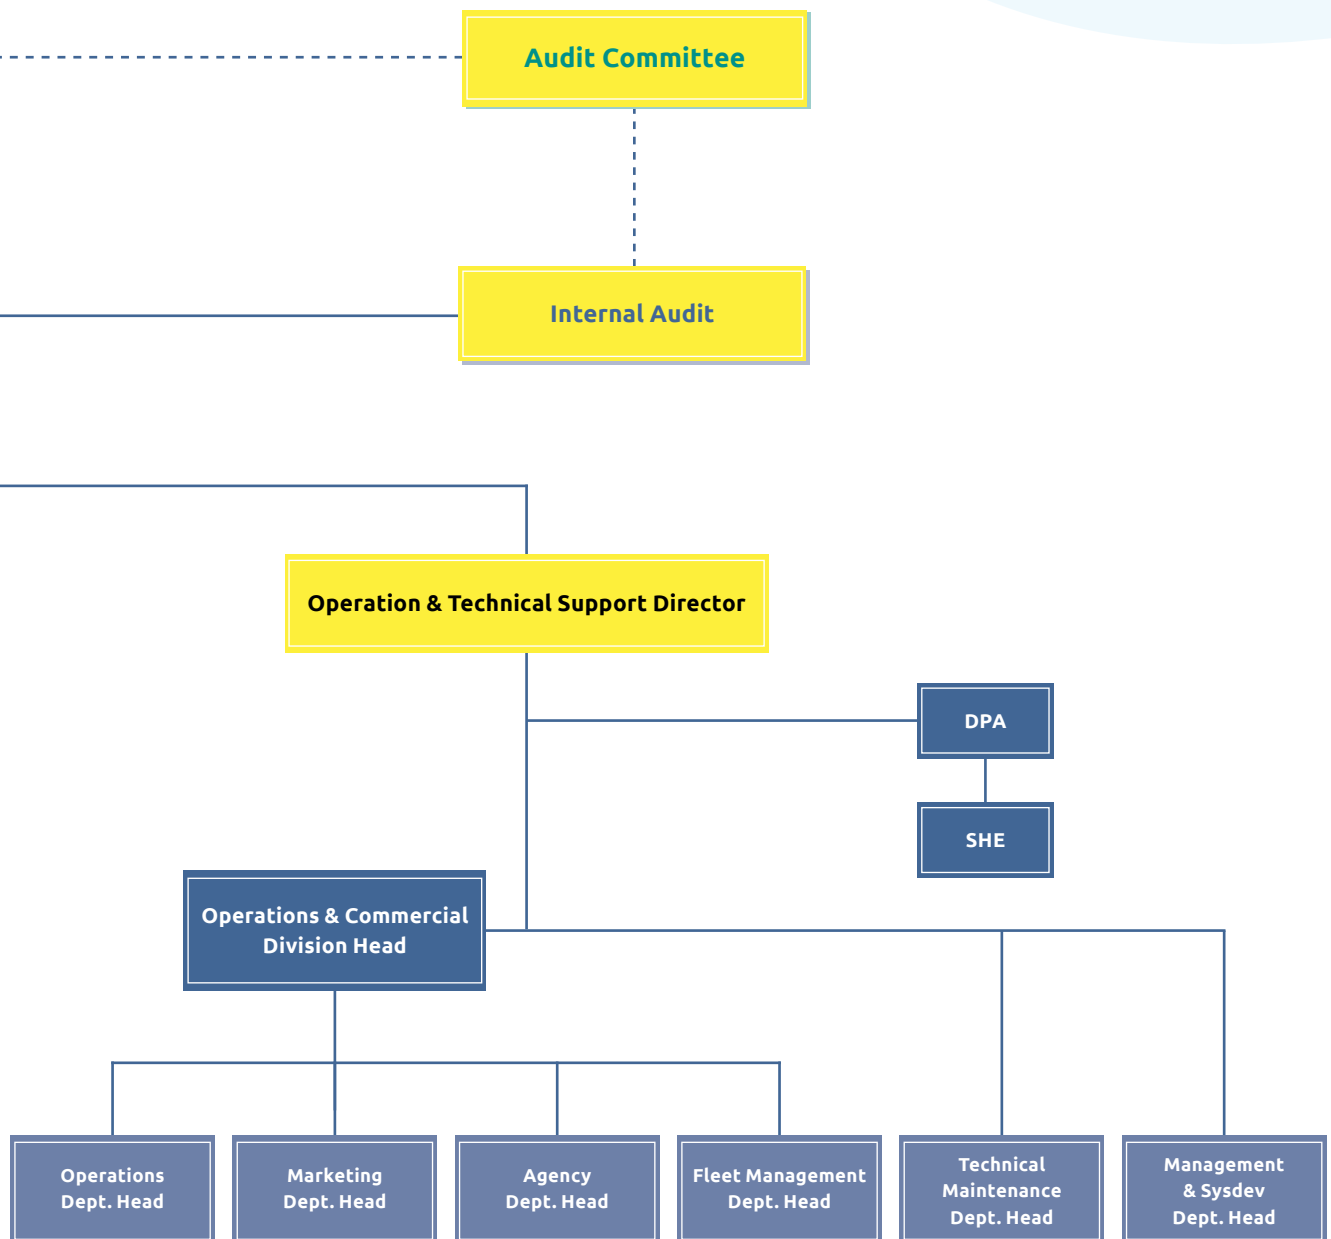 Audit Committee
Internal Audit
Operation & Technical Support Director
DPA
SHE
Operations & Commercial
Division Head
Operations
Dept. Head
Marketing
Dept. Head
Agency
Dept. Head
Fleet Management
Dept. Head
Technical
Maintenance
Dept. Head
Management
& Sysdev
Dept. Head